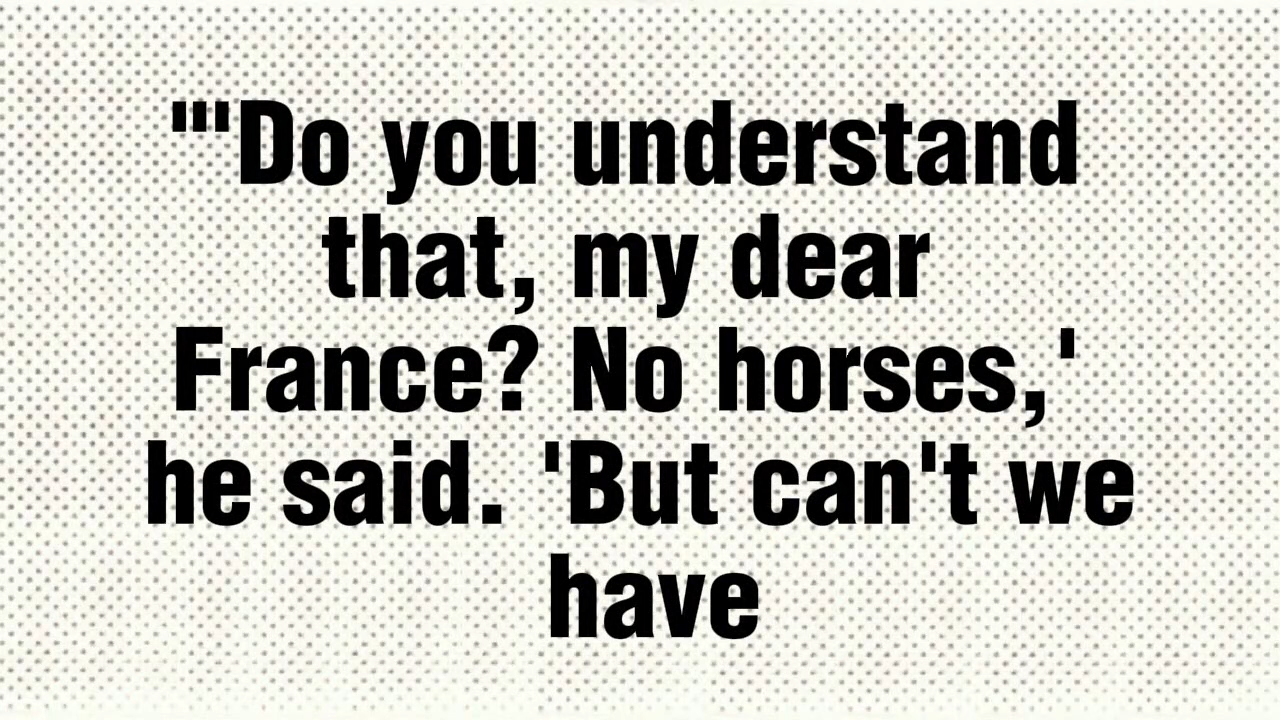 "'Do you understand
that, my dear
France? No horses,'
he said. 'But can't we
have